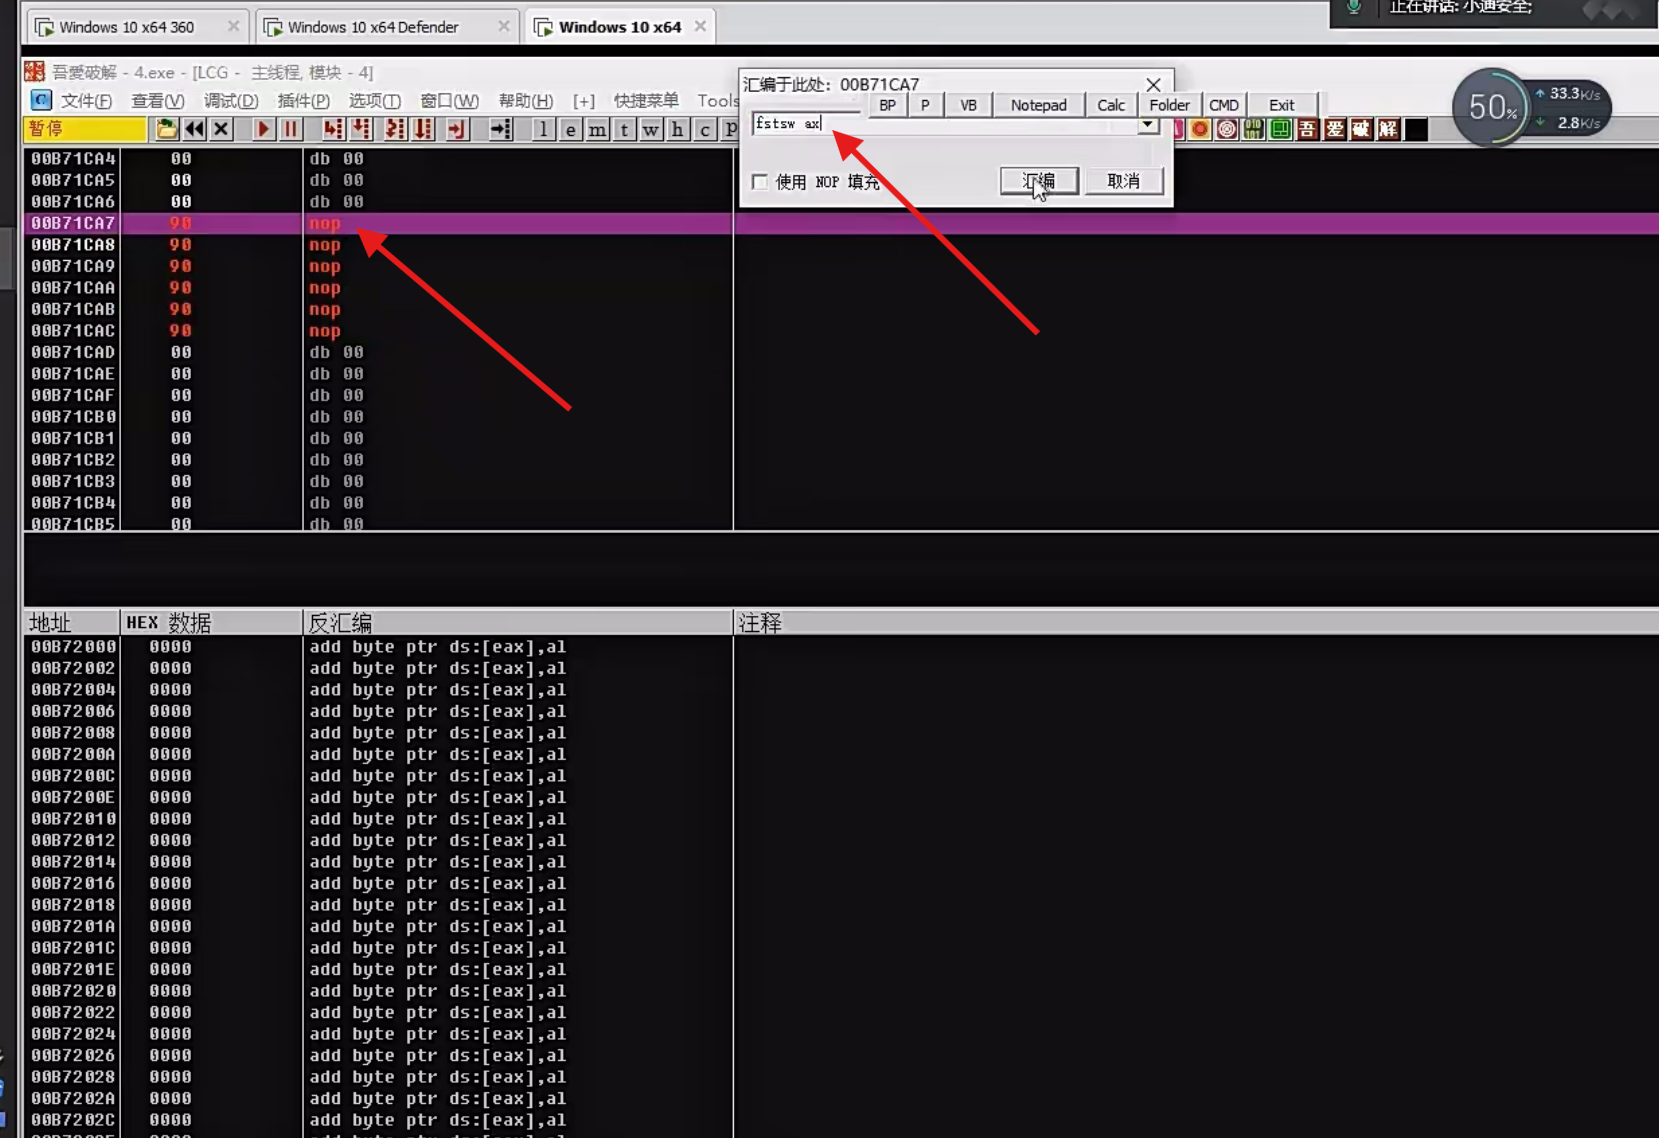 Windows 10 x64 360
Windows 10 x64 Defender
Windows 10 x64
正在讲话: 小迪安全;
吾愛破解 - 4.exe - [LCG - 主线程, 模块 - 4]
文件(F) 查看(V) 调试(D) 插件(P) 选项(T) 窗口(W) 帮助(H) [+] 快捷菜单 Tools
汇编于此处: 00B71CA7
BP P VB Notepad Calc Folder CMD Exit
50% 33.3K/s
2.8K/s
暂停
l e m t w h c P
吾 爱 破 解
fstsw ax
使用 NOP 填充
汇编 取消
00B71CA4 00 db 00
00B71CA5 00 db 00
00B71CA6 00 db 00
00B71CA7 90 nop
00B71CA8 90 nop
00B71CA9 90 nop
00B71CAA 90 nop
00B71CAB 90 nop
00B71CAC 90 nop
00B71CAD 00 db 00
00B71CAE 00 db 00
00B71CAF 00 db 00
00B71CB0 00 db 00
00B71CB1 00 db 00
00B71CB2 00 db 00
00B71CB3 00 db 00
00B71CB4 00 db 00
00B71CB5 00 db 00
地址 HEX 数据 反汇编 注释
00B72000 0000 add byte ptr ds:[eax],al
00B72002 0000 add byte ptr ds:[eax],al
00B72004 0000 add byte ptr ds:[eax],al
00B72006 0000 add byte ptr ds:[eax],al
00B72008 0000 add byte ptr ds:[eax],al
00B7200A 0000 add byte ptr ds:[eax],al
00B7200C 0000 add byte ptr ds:[eax],al
00B7200E 0000 add byte ptr ds:[eax],al
00B72010 0000 add byte ptr ds:[eax],al
00B72012 0000 add byte ptr ds:[eax],al
00B72014 0000 add byte ptr ds:[eax],al
00B72016 0000 add byte ptr ds:[eax],al
00B72018 0000 add byte ptr ds:[eax],al
00B7201A 0000 add byte ptr ds:[eax],al
00B7201C 0000 add byte ptr ds:[eax],al
00B7201E 0000 add byte ptr ds:[eax],al
00B72020 0000 add byte ptr ds:[eax],al
00B72022 0000 add byte ptr ds:[eax],al
00B72024 0000 add byte ptr ds:[eax],al
00B72026 0000 add byte ptr ds:[eax],al
00B72028 0000 add byte ptr ds:[eax],al
00B7202A 0000 add byte ptr ds:[eax],al
00B7202C 0000 add byte ptr ds:[eax],al